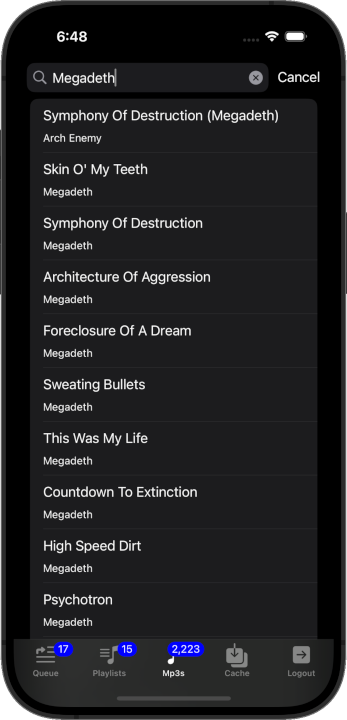 6:48
Megadeth
Cancel
Symphony Of Destruction (Megadeth)
Arch Enemy
Skin O' My Teeth
Megadeth
Symphony Of Destruction
Megadeth
Architecture Of Aggression
Megadeth
Foreclosure Of A Dream
Megadeth
Sweating Bullets
Megadeth
This Was My Life
Megadeth
Countdown To Extinction
Megadeth
High Speed Dirt
Megadeth
Psychotron
Megadeth
17
15
2,223
Queue
Playlists
Mp3s
Cache
Logout